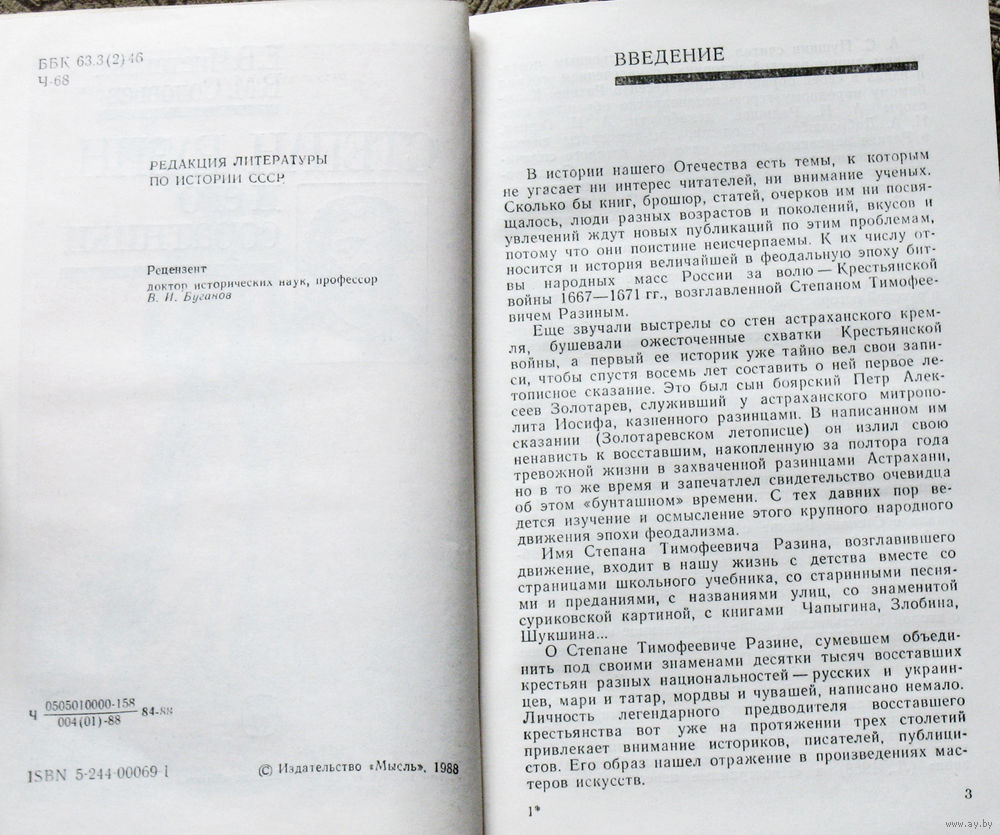 ББК 63.3(2)46
Ч-68
РЕДАКЦИЯ ЛИТЕРАТУРЫ
ПО ИСТОРИИ СССР
Рецензент
доктор исторических наук, профессор
В. И. Буганов
Ч 0505010000-158
004(01)-88 84-88
ISBN 5-244-00069-1
© Издательство «Мысль», 1988
ВВЕДЕНИЕ
В истории нашего Отечества есть темы, к которым
не угасает ни интерес читателей, ни внимание ученых.
Сколько бы книг, брошюр, статей, очерков им ни посвя-
щалось, люди разных возрастов и поколений, вкусов и
увлечений ждут новых публикаций по этим проблемам,
потому что они поистине неисчерпаемы. К их числу от-
носится и история величайшей в феодальную эпоху бит-
вы народных масс России за волю — Крестьянской
войны 1667—1671 гг., возглавленной Степаном Тимофее-
вичем Разиным.
Еще звучали выстрелы со стен астраханского крем-
ля, бушевали ожесточенные схватки Крестьянской
войны, а первый ее историк уже тайно вел свои запи-
си, чтобы спустя восемь лет составить о ней первое ле-
тописное сказание. Это был сын боярский Петр Алек-
сеев Золотарев, служивший у астраханского митропо-
лита Иосифа, казненного разинцами. В написанном им
сказании (Золотаревском летописце) он излил свою
ненависть к восставшим, накопленную за полтора года
тревожной жизни в захваченной разинцами Астрахани,
но в то же время и запечатлел свидетельство очевидца
об этом «бунташном» времени. С тех давних пор ве-
дется изучение и осмысление этого крупного народного
движения эпохи феодализма.
Имя Степана Тимофеевича Разина, возглавившего
движение, входит в нашу жизнь с детства вместе со
страницами школьного учебника, со старинными песня-
ми и преданиями, с названиями улиц, со знаменитой
суриковской картиной, с книгами Чапыгина, Злобина,
Шукшина...
О Степане Тимофеевиче Разине, сумевшем объеди-
нить под своими знаменами десятки тысяч восставших
крестьян разных национальностей — русских и украин-
цев, мари и татар, мордвы и чувашей, написано немало.
Личность легендарного предводителя восставшего
крестьянства вот уже на протяжении трех столетий
привлекает внимание историков, писателей, публици-
стов. Его образ нашел отражение в произведениях мас-
теров искусств.
3
1*
www.ay.by